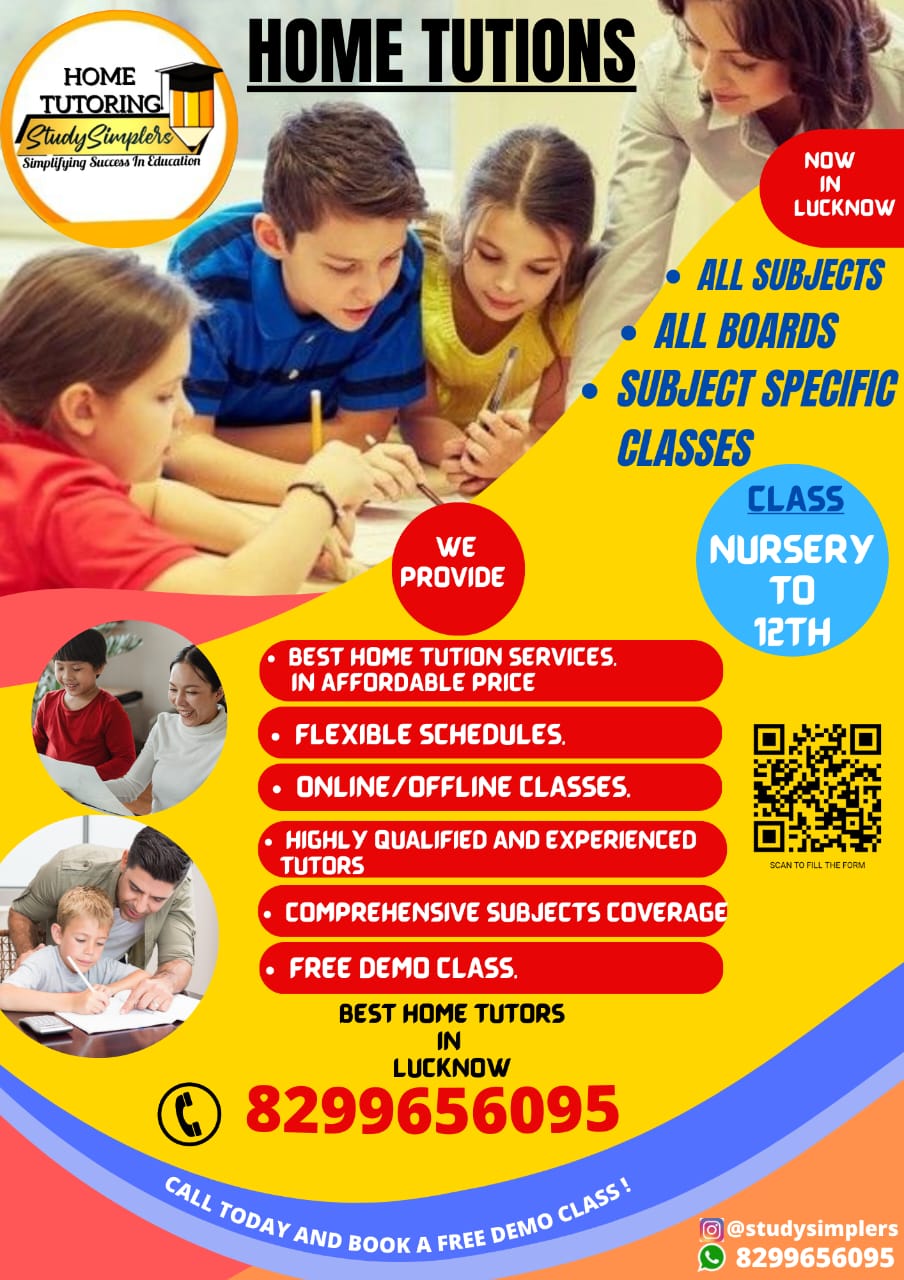 HOME TUTIONS
HOME
TUTORING
StudySimplers
Simplifying Success In Education
NOW
IN
LUCKNOW
• ALL SUBJECTS
• ALL BOARDS
• SUBJECT SPECIFIC
CLASSES
CLASS
NURSERY
TO
12TH
WE
PROVIDE
• BEST HOME TUTION SERVICES.
IN AFFORDABLE PRICE
• FLEXIBLE SCHEDULES.
• ONLINE/OFFLINE CLASSES.
• HIGHLY QUALIFIED AND EXPERIENCED
TUTORS
• COMPREHENSIVE SUBJECTS COVERAGE
• FREE DEMO CLASS.
SCAN TO FILL THE FORM
BEST HOME TUTORS
IN
LUCKNOW
8299656095
CALL TODAY AND BOOK A FREE DEMO CLASS !
@studysimplers
8299656095